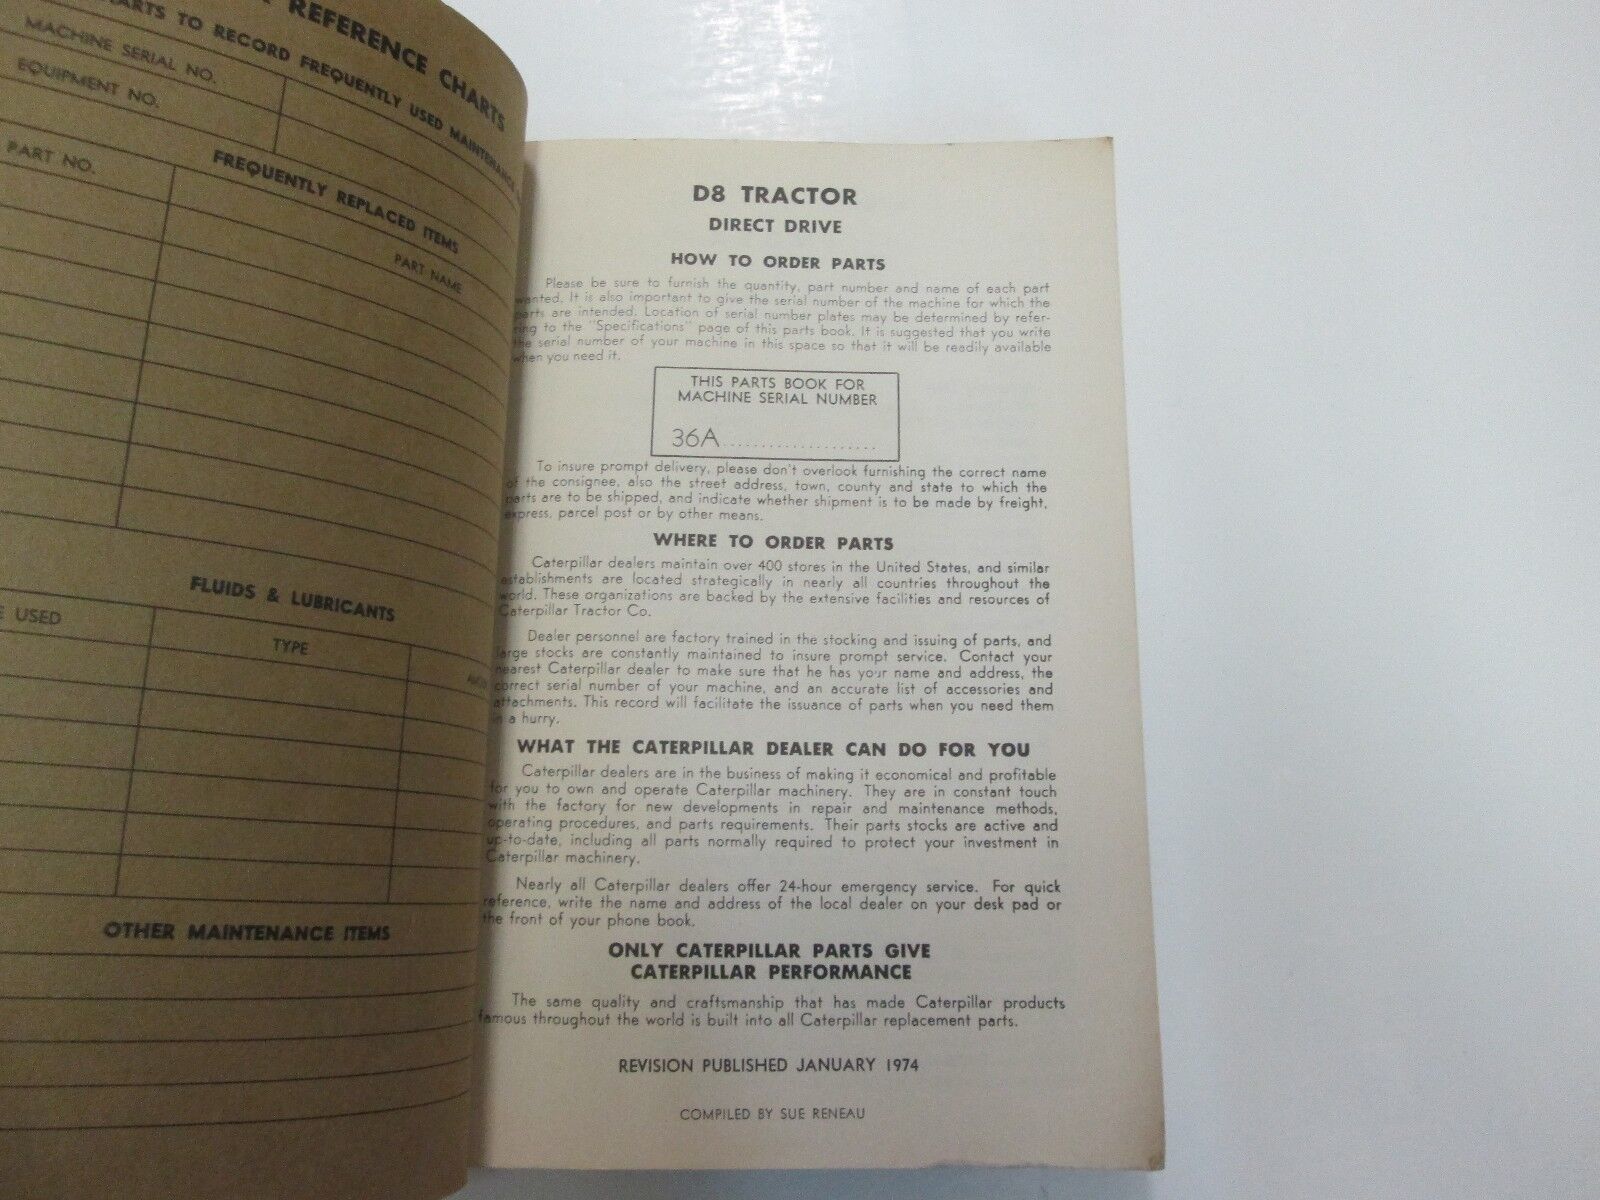 REFERENCE CHARTS
TO RECORD FREQUENTLY USED MAINTENANCE
MACHINE SERIAL NO.
EQUIPMENT NO.
FREQUENTLY REPLACED ITEMS
PART NO.
PART NAME
FLUIDS & LUBRICANTS
USED
TYPE
OTHER MAINTENANCE ITEMS
D8 TRACTOR
DIRECT DRIVE
HOW TO ORDER PARTS
Please be sure to furnish the quantity, part number and name of each part
wanted. It is also important to give the serial number of the machine for which the
parts are intended. Location of serial number plates may be determined by refer-
ring to the "Specifications" page of this parts book. It is suggested that you write
the serial number of your machine in this space so that it will be readily available
when you need it.
THIS PARTS BOOK FOR
MACHINE SERIAL NUMBER
36A....................
To insure prompt delivery, please don't overlook furnishing the correct name
of the consignee, also the street address, town, county and state to which the
parts are to be shipped, and indicate whether shipment is to be made by freight,
express, parcel post or by other means.
WHERE TO ORDER PARTS
Caterpillar dealers maintain over 400 stores in the United States, and similar
establishments are located strategically in nearly all countries throughout the
world. These organizations are backed by the extensive facilities and resources of
Caterpillar Tractor Co.
Dealer personnel are factory trained in the stocking and issuing of parts, and
large stocks are constantly maintained to insure prompt service. Contact your
nearest Caterpillar dealer to make sure that he has your name and address, the
correct serial number of your machine, and an accurate list of accessories and
attachments. This record will facilitate the issuance of parts when you need them
in a hurry.
WHAT THE CATERPILLAR DEALER CAN DO FOR YOU
Caterpillar dealers are in the business of making it economical and profitable
for you to own and operate Caterpillar machinery. They are in constant touch
with the factory for new developments in repair and maintenance methods,
operating procedures, and parts requirements. Their parts stocks are active and
up-to-date, including all parts normally required to protect your investment in
Caterpillar machinery.
Nearly all Caterpillar dealers offer 24-hour emergency service. For quick
reference, write the name and address of the local dealer on your desk pad or
the front of your phone book.
ONLY CATERPILLAR PARTS GIVE
CATERPILLAR PERFORMANCE
The same quality and craftsmanship that has made Caterpillar products
famous throughout the world is built into all Caterpillar replacement parts.
REVISION PUBLISHED JANUARY 1974
COMPILED BY SUE RENEAU